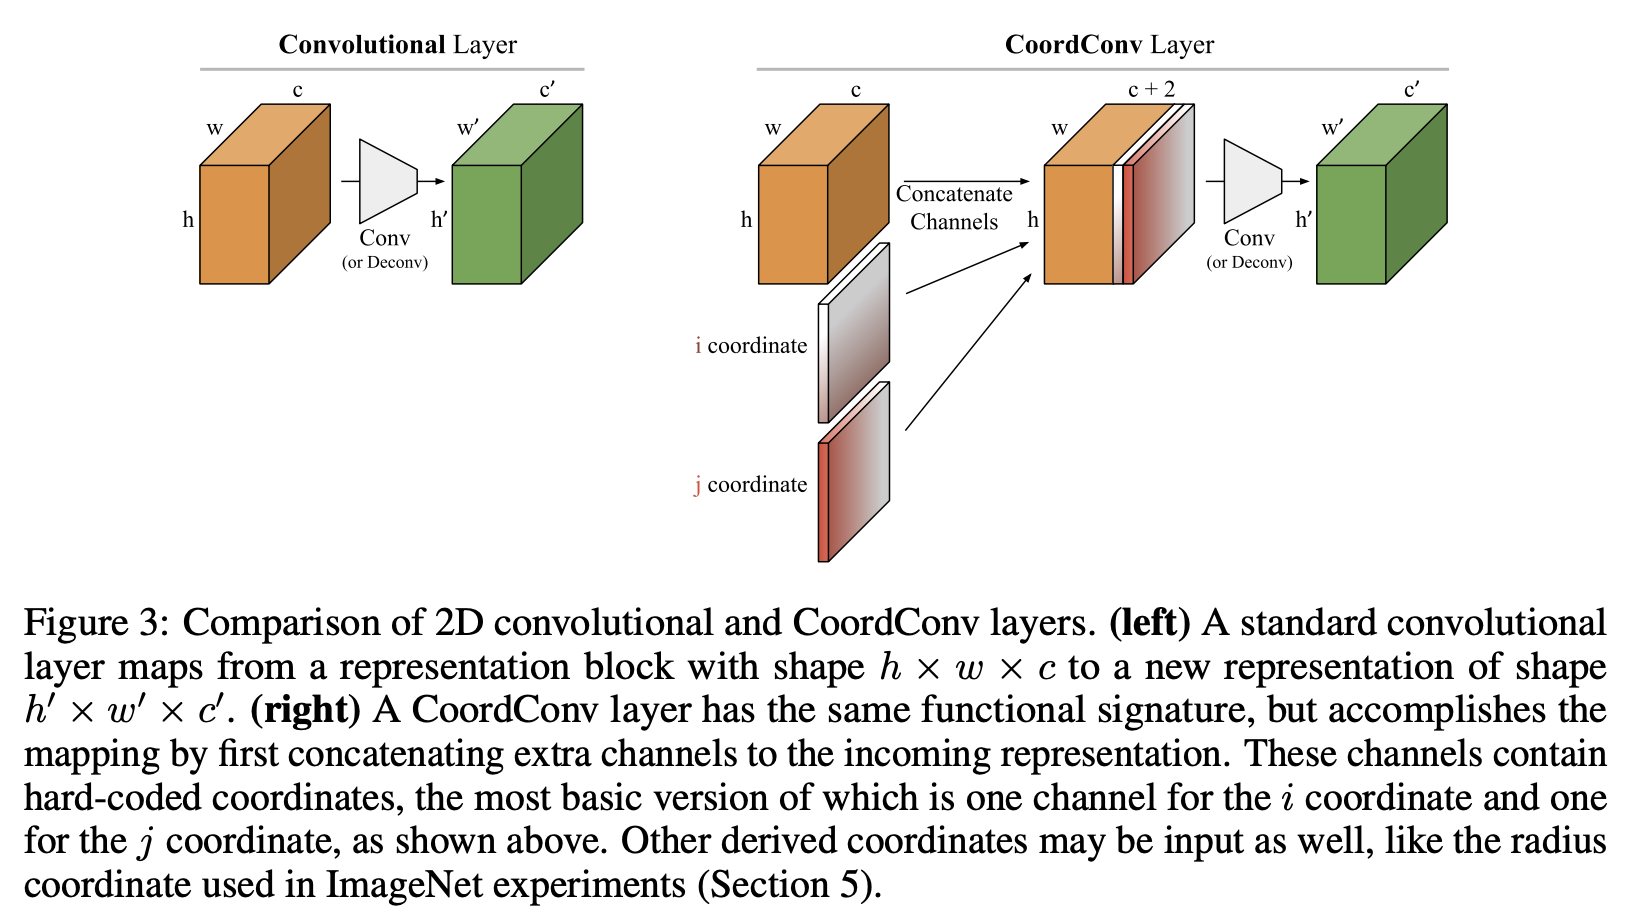 Convolutional Layer
c
c′
w
w′
h
h′
Conv
(or Deconv)
CoordConv Layer
c
c + 2
c′
w
w
w′
h
Concatenate
Channels
h
h′
Conv
(or Deconv)
i coordinate
j coordinate
Figure 3: Comparison of 2D convolutional and CoordConv layers. (left) A standard convolutional
layer maps from a representation block with shape h × w × c to a new representation of shape
h′ × w′ × c′. (right) A CoordConv layer has the same functional signature, but accomplishes the
mapping by first concatenating extra channels to the incoming representation. These channels contain
hard-coded coordinates, the most basic version of which is one channel for the i coordinate and one
for the j coordinate, as shown above. Other derived coordinates may be input as well, like the radius
coordinate used in ImageNet experiments (Section 5).